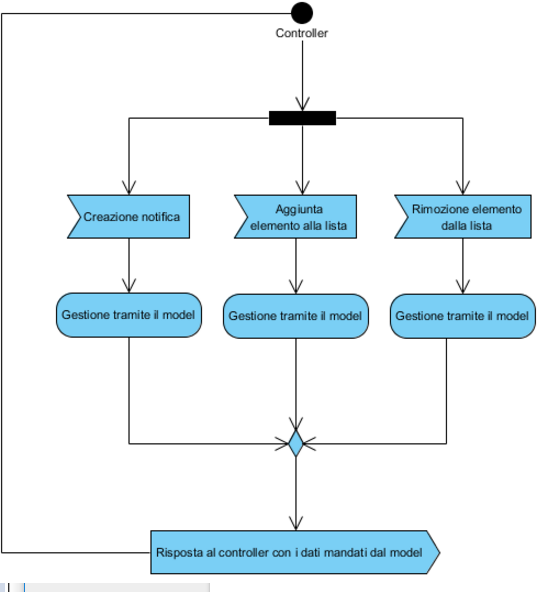 Controller
Creazione notifica
Aggiunta
elemento alla lista
Rimozione elemento
dalla lista
Gestione tramite il model
Gestione tramite il model
Gestione tramite il model
Risposta al controller con i dati mandati dal model